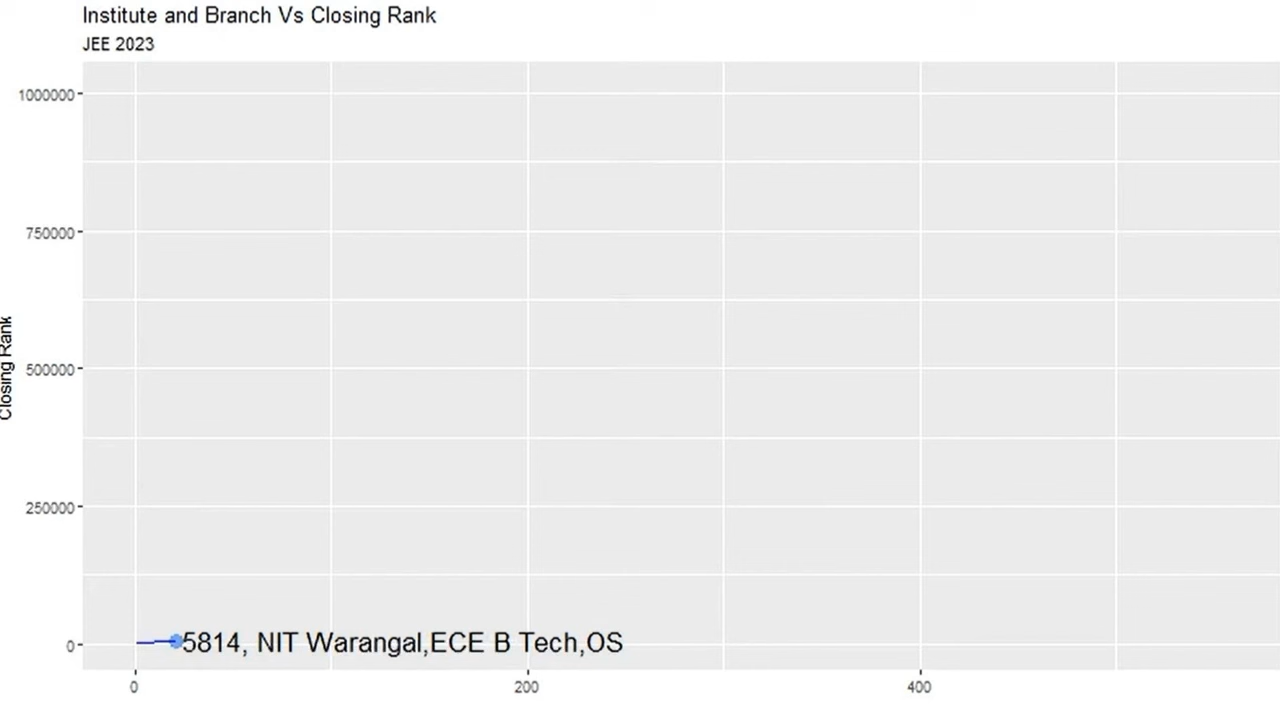 Institute and Branch Vs Closing Rank
JEE 2023
1000000
750000
500000
250000
0
Closing Rank
5814, NIT Warangal,ECE B Tech,OS
0
200
400